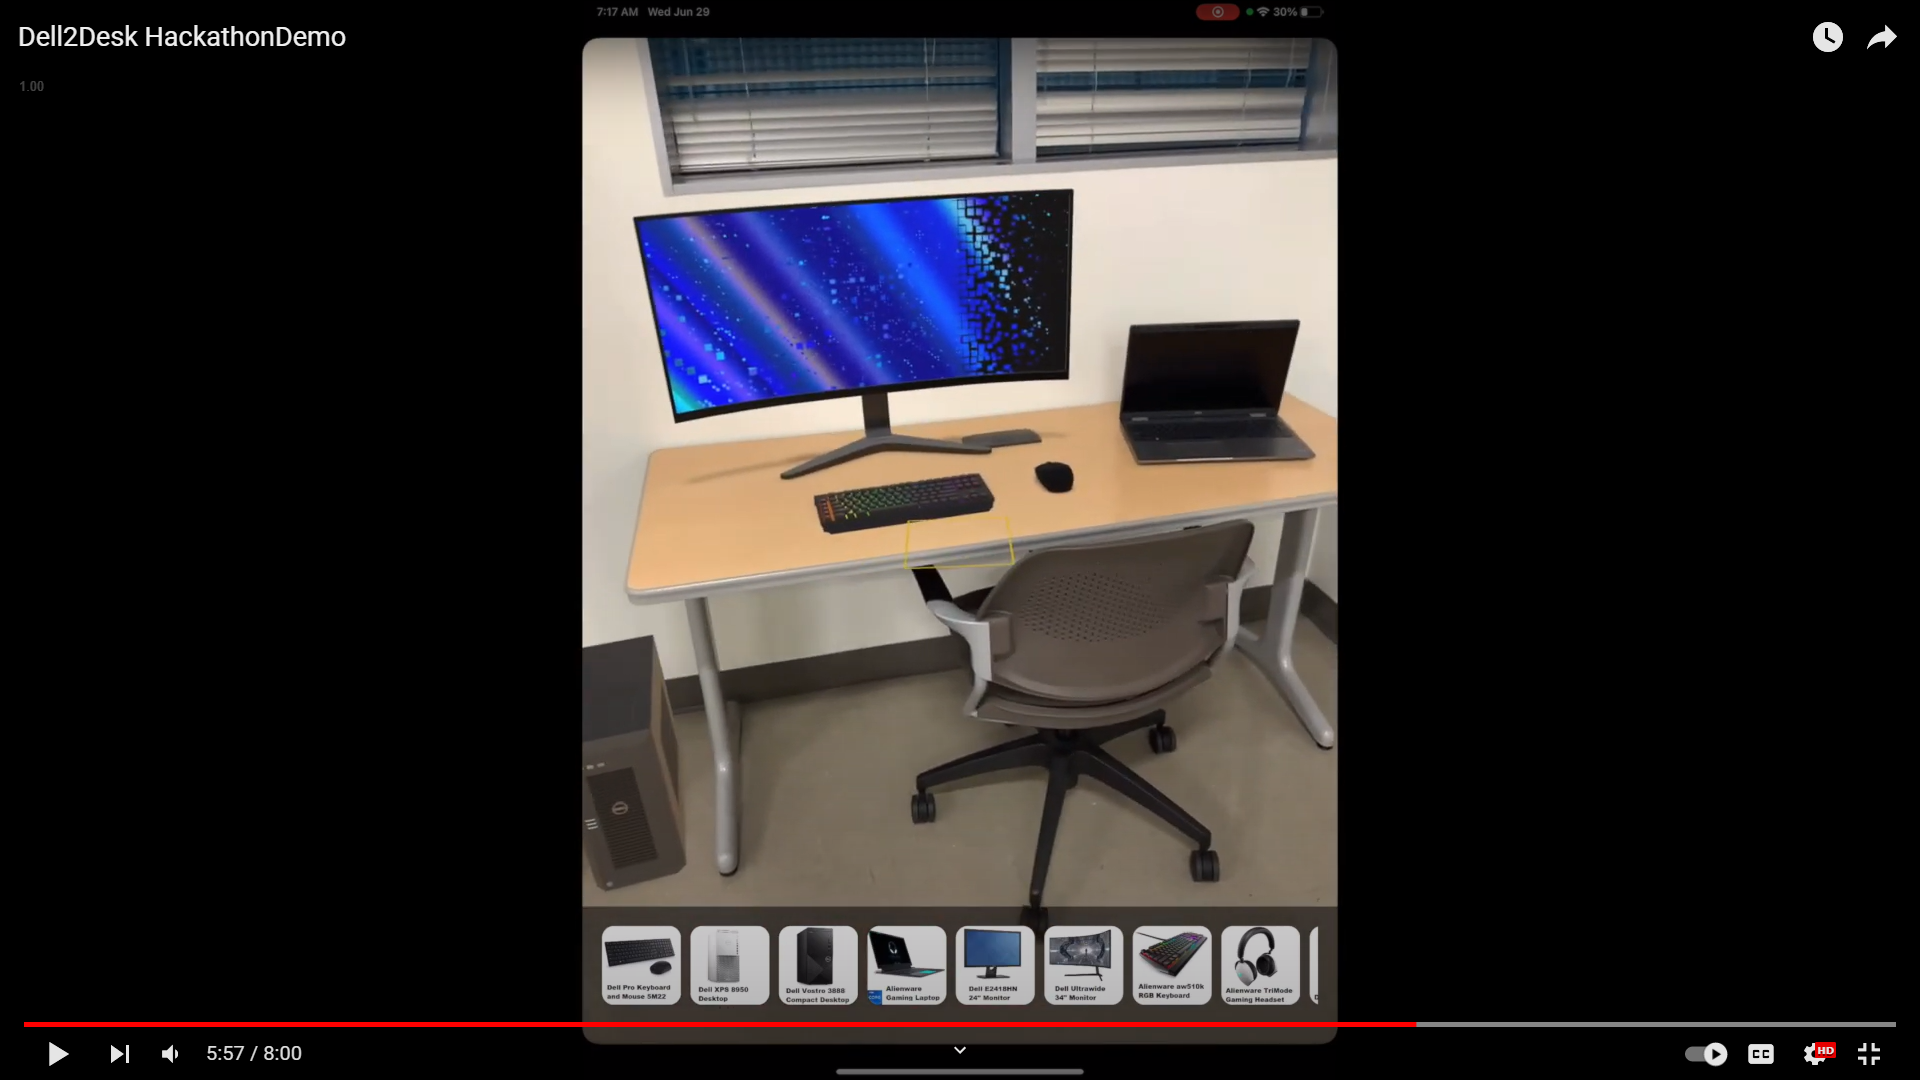 7:17 AM Wed Jun 29
30%
Dell2Desk HackathonDemo
1.00
Dell Pro Keyboard
and Mouse 5M22
Dell XPS 8950
Desktop
Dell Vostro 3888
Compact Desktop
Alienware
Gaming Laptop
Dell E2418HN
24" Monitor
Dell Ultrawide
34" Monitor
Alienware aw510k
RGB Keyboard
Alienware TriMode
Gaming Headset
5:57 / 8:00
CC
HD